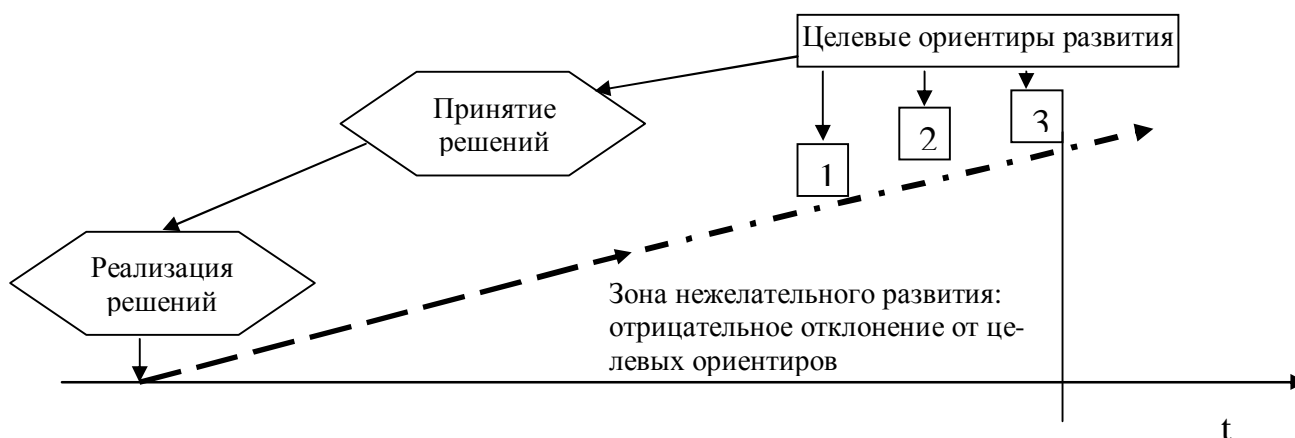 Целевые ориентиры развития
Принятие
решений
1
2
3
Реализация
решений
Зона нежелательного развития:
отрицательное отклонение от це-
левых ориентиров
t